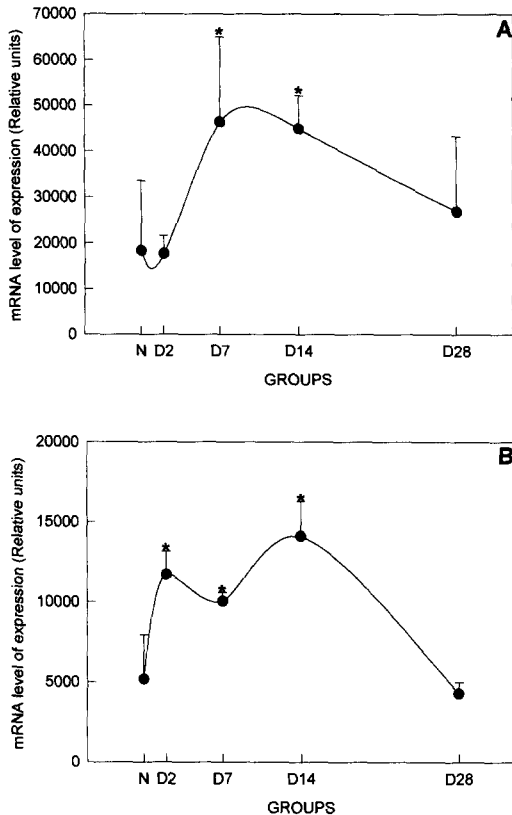 A
mRNA level of expression (Relative units)
70000
60000
50000
40000
30000
20000
10000
0
*
*
N D2 D7 D14 D28
GROUPS
B
mRNA level of expression (Relative units)
20000
15000
10000
5000
0
*
*
*
N D2 D7 D14 D28
GROUPS